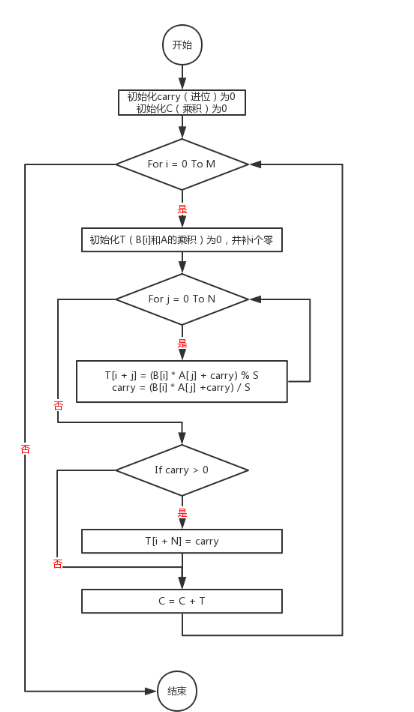 开始
初始化carry（进位）为0
初始化C（乘积）为0
For i = 0 To M
是
初始化T（B[i]和A的乘积）为0，并补i个零
For j = 0 To N
是
T[i + j] = (B[i] * A[j] + carry) % S
carry = (B[i] * A[j] +carry) / S
否
否
If carry > 0
是
T[i + N] = carry
否
C = C + T
结束